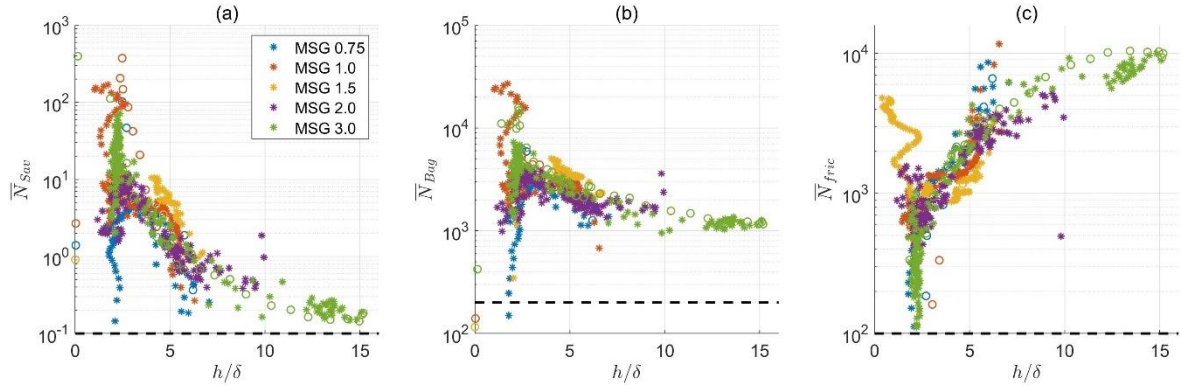 (a)
10^3
10^2
10^1
10^0
10^-1
N̅_Sav
0 5 10 15
h/δ
MSG 0.75
MSG 1.0
MSG 1.5
MSG 2.0
MSG 3.0
(b)
10^5
10^4
10^3
10^2
N̅_Bag
0 5 10 15
h/δ
(c)
10^4
10^3
10^2
N̅_fric
0 5 10 15
h/δ